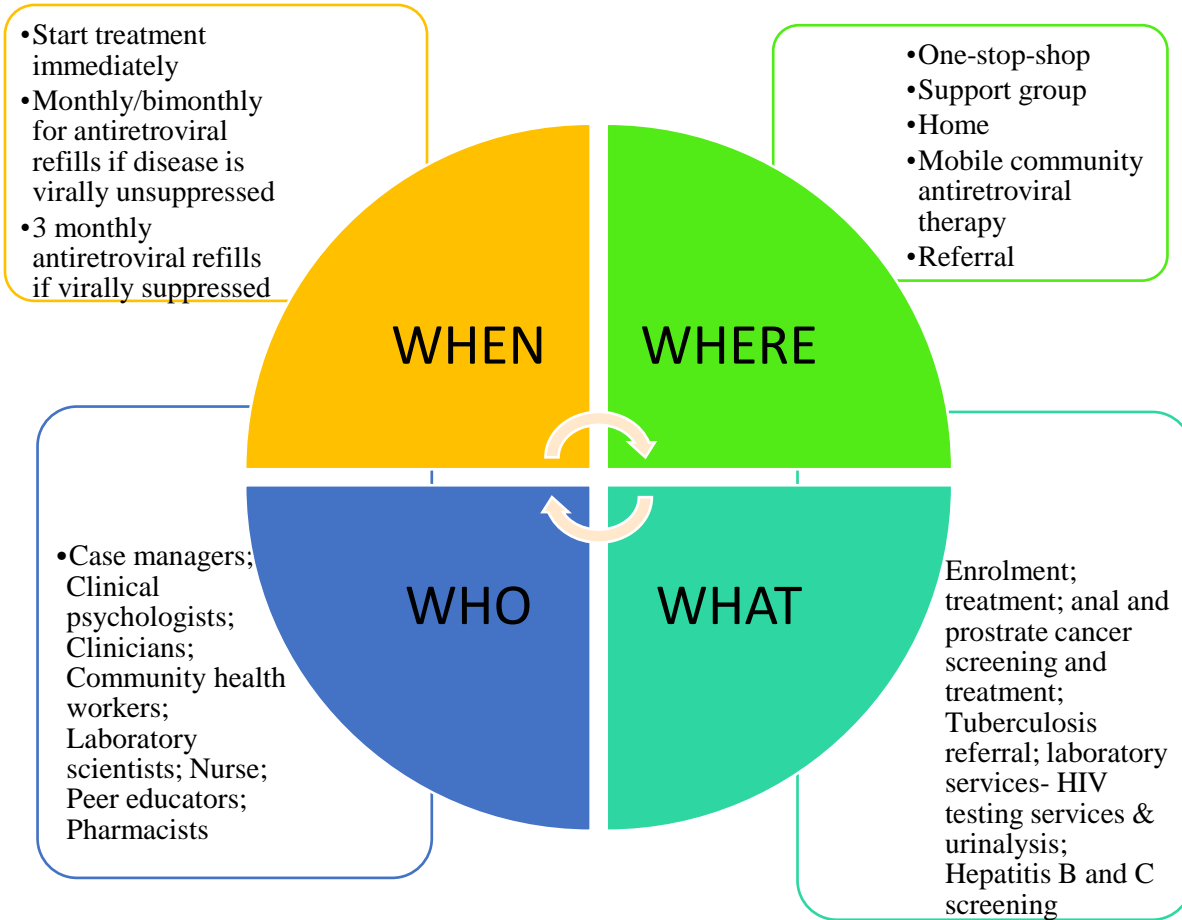 •Start treatment
immediately
•Monthly/bimonthly
for antiretroviral
refills if disease is
virally unsuppressed
•3 monthly
antiretroviral refills
if virally suppressed
•One-stop-shop
•Support group
•Home
•Mobile community
antiretroviral
therapy
•Referral
WHEN
WHERE
WHO
WHAT
•Case managers;
Clinical
psychologists;
Clinicians;
Community health
workers;
Laboratory
scientists; Nurse;
Peer educators;
Pharmacists
Enrolment;
treatment; anal and
prostrate cancer
screening and
treatment;
Tuberculosis
referral; laboratory
services- HIV
testing services &
urinalysis;
Hepatitis B and C
screening